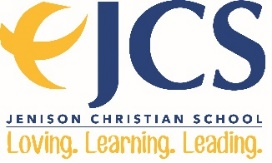 JCS
JENISON CHRISTIAN SCHOOL
Loving. Learning. Leading.